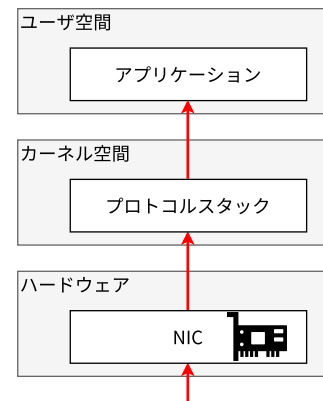 ユーザ空間
アプリケーション
カーネル空間
プロトコルスタック
ハードウェア
NIC